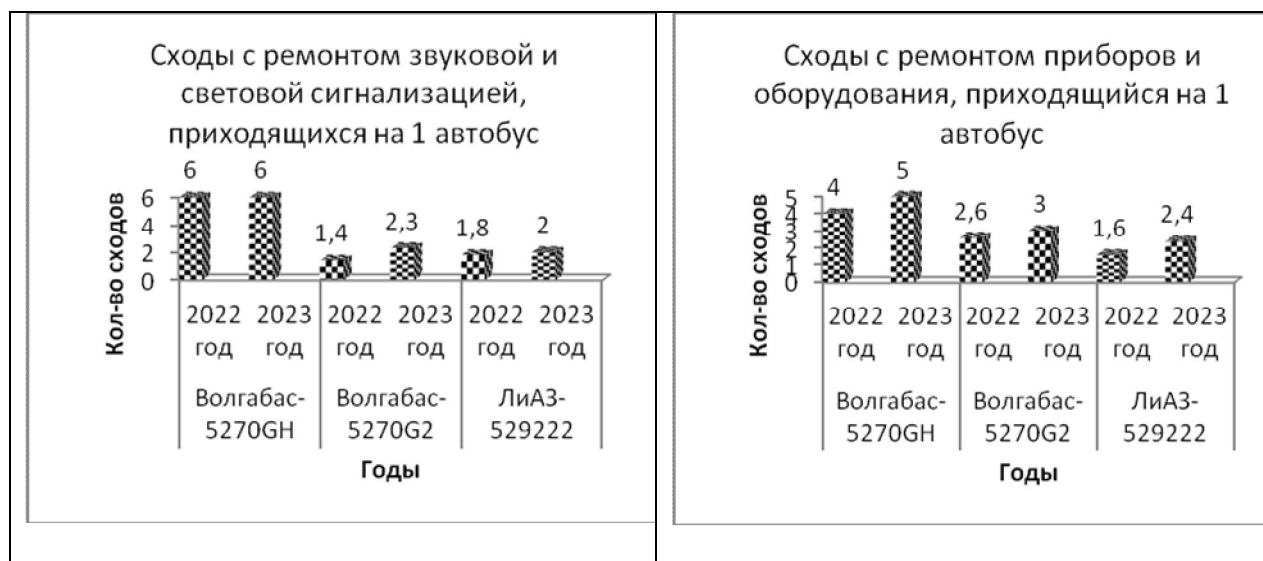 Сходы с ремонтом звуковой и
световой сигнализацией,
приходящихся на 1 автобус
Кол-во сходов
6
4
2
0
6
6
1,4
2,3
1,8
2
2022 год
2023 год
2022 год
2023 год
2022 год
2023 год
Волгабас-
5270GH
Волгабас-
5270G2
ЛиАЗ-
529222
Годы
Сходы с ремонтом приборов и
оборудования, приходящийся на 1
автобус
Кол-во сходов
5
4
3
2
1
0
4
5
2,6
3
1,6
2,4
2022 год
2023 год
2022 год
2023 год
2022 год
2023 год
Волгабас-
5270GH
Волгабас-
5270G2
ЛиАЗ-
529222
Годы